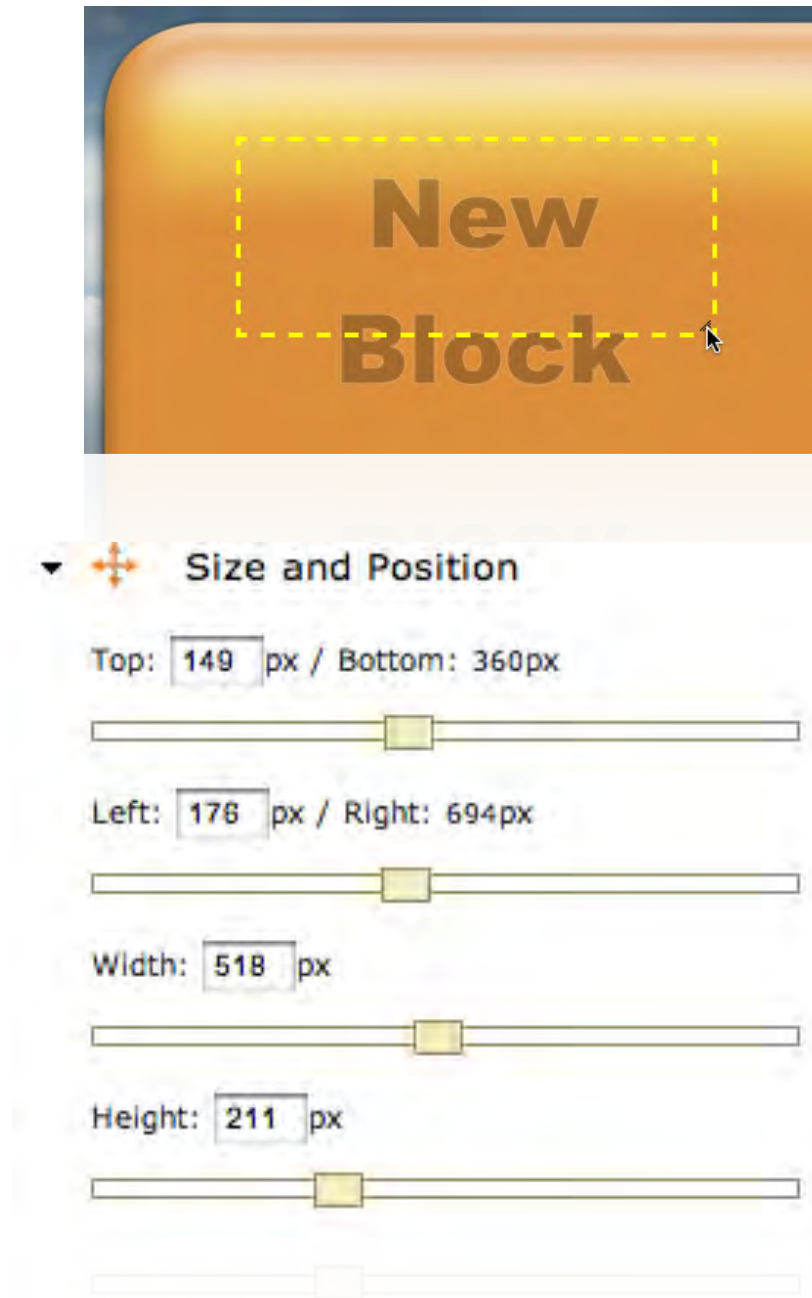 New
Block
Size and Position
Top: 149 px / Bottom: 360px
Left: 176 px / Right: 694px
Width: 518 px
Height: 211 px